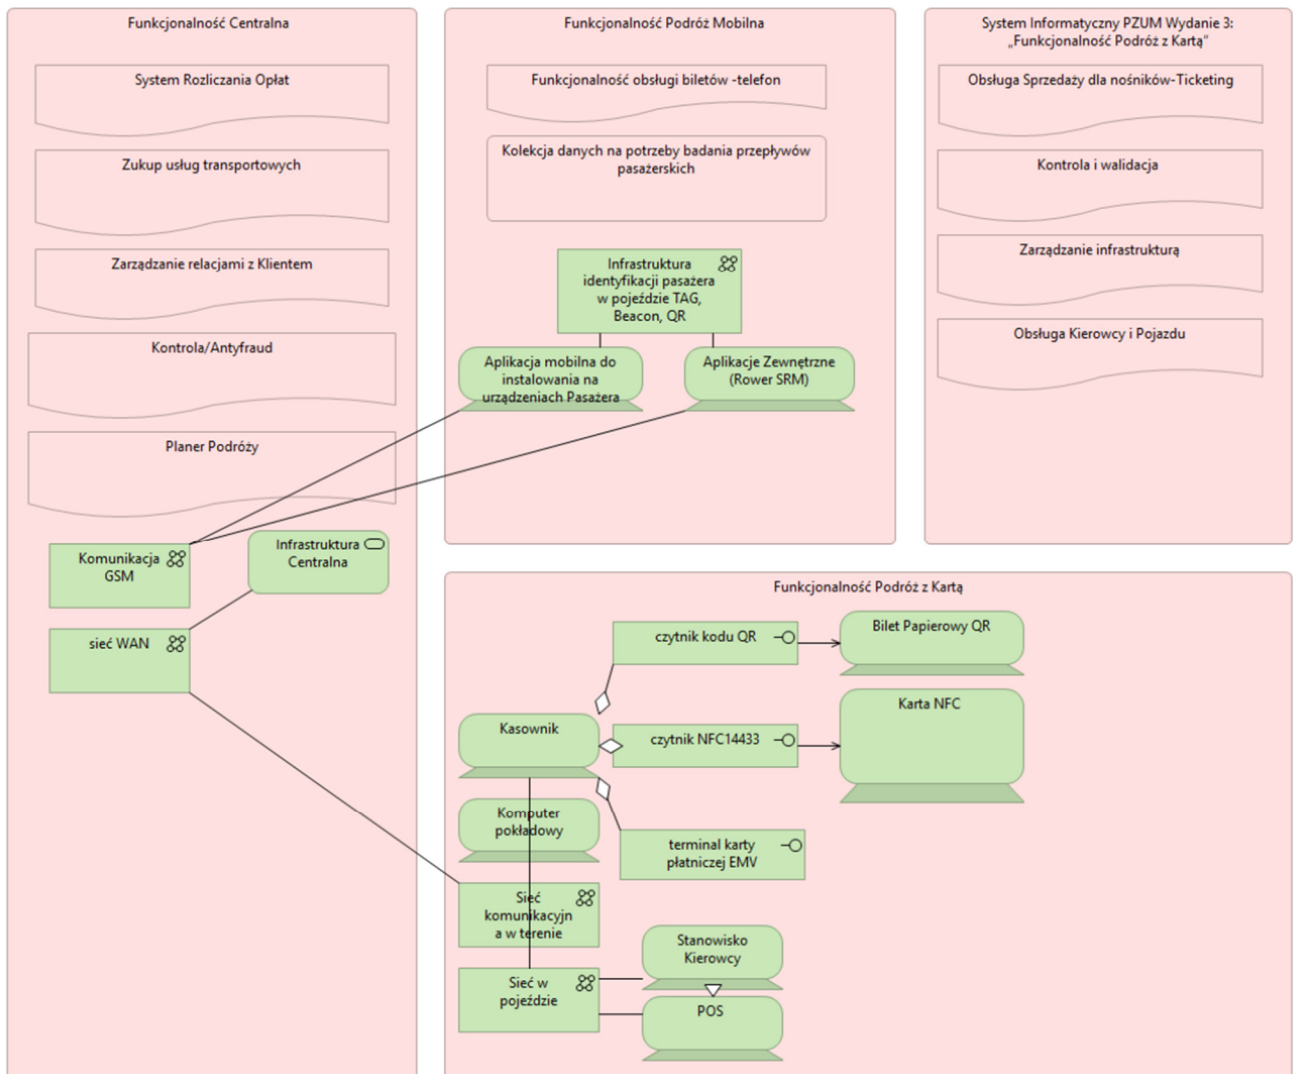 Funkcjonalność Centralna
System Rozliczania Opłat
Zukup usług transportowych
Zarządzanie relacjami z Klientem
Kontrola/Antyfraud
Planer Podróży
Komunikacja
GSM
Infrastruktura
Centralna
sieć WAN
Funkcjonalność Podróż Mobilna
Funkcjonalność obsługi biletów -telefon
Kolekcja danych na potrzeby badania przepływów
pasażerskich
Infrastruktura
identyfikacji pasażera
w pojeździe TAG,
Beacon, QR
Aplikacja mobilna do
instalowania na
urządzeniach Pasażera
Aplikacje Zewnętrzne
(Rower SRM)
System Informatyczny PZUM Wydanie 3:
„Funkcjonalność Podróż z Kartą”
Obsługa Sprzedaży dla nośników-Ticketing
Kontrola i walidacja
Zarządzanie infrastrukturą
Obsługa Kierowcy i Pojazdu
Funkcjonalność Podróż z Kartą
czytnik kodu QR
Bilet Papierowy QR
Kasownik
czytnik NFC14433
Karta NFC
Komputer
pokładowy
terminal karty
płatniczej EMV
Sieć
komunikacyjn
a w terenie
Stanowisko
Kierowcy
Sieć w
pojeździe
POS